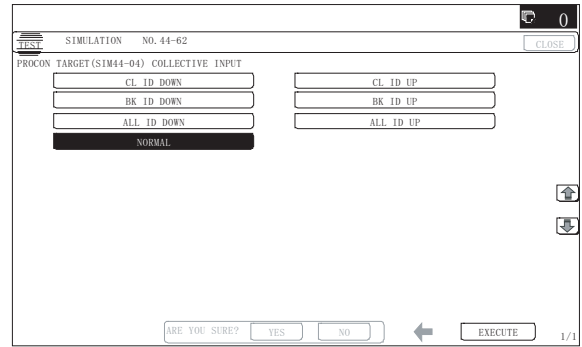 0
TEST SIMULATION NO. 44-62 CLOSE
PROCON TARGET(SIM44-04) COLLECTIVE INPUT
CL ID DOWN CL ID UP
BK ID DOWN BK ID UP
ALL ID DOWN ALL ID UP
NORMAL
ARE YOU SURE? YES NO EXECUTE 1/1